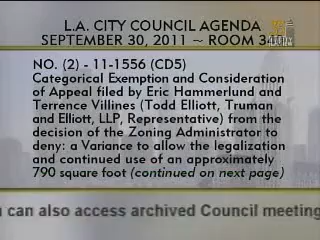 L.A. CITY COUNCIL AGENDA
SEPTEMBER 30, 2011 ~ ROOM
NO. (2) - 11-1556 (CD5)
Categorical Exemption and Consideration
of Appeal filed by Eric Hammerlund and
Terrence Villines (Todd Elliott, Truman
and Elliott, LLP, Representative) from the
decision of the Zoning Administrator to
deny: a Variance to allow the legalization
and continued use of an approximately
790 square foot (continued on next page)
can also access archived Council meeting